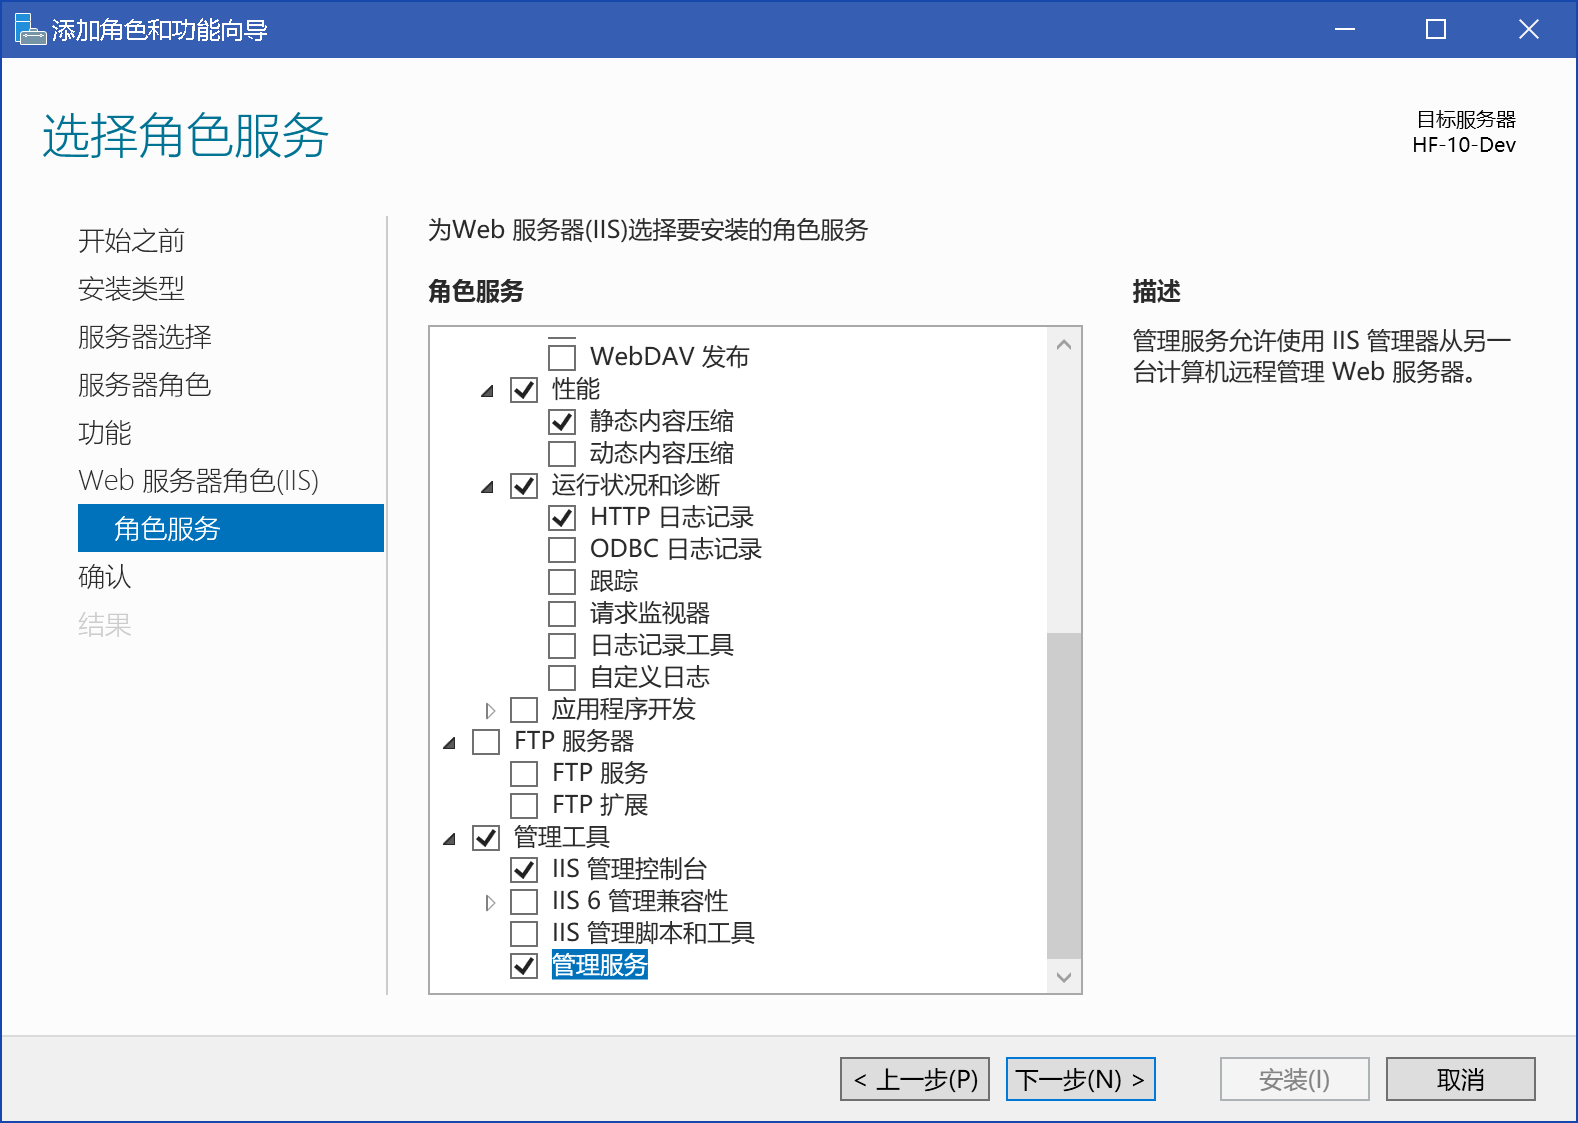 添加角色和功能向导
选择角色服务
目标服务器
HF-10-Dev
开始之前
安装类型
服务器选择
服务器角色
功能
Web 服务器角色(IIS)
角色服务
确认
结果
为Web 服务器(IIS)选择要安装的角色服务
角色服务
WebDAV 发布
性能
静态内容压缩
动态内容压缩
运行状况和诊断
HTTP 日志记录
ODBC 日志记录
跟踪
请求监视器
日志记录工具
自定义日志
应用程序开发
FTP 服务器
FTP 服务
FTP 扩展
管理工具
IIS 管理控制台
IIS 6 管理兼容性
IIS 管理脚本和工具
管理服务
描述
管理服务允许使用 IIS 管理器从另一
台计算机远程管理 Web 服务器。
< 上一步(P)
下一步(N) >
安装(I)
取消